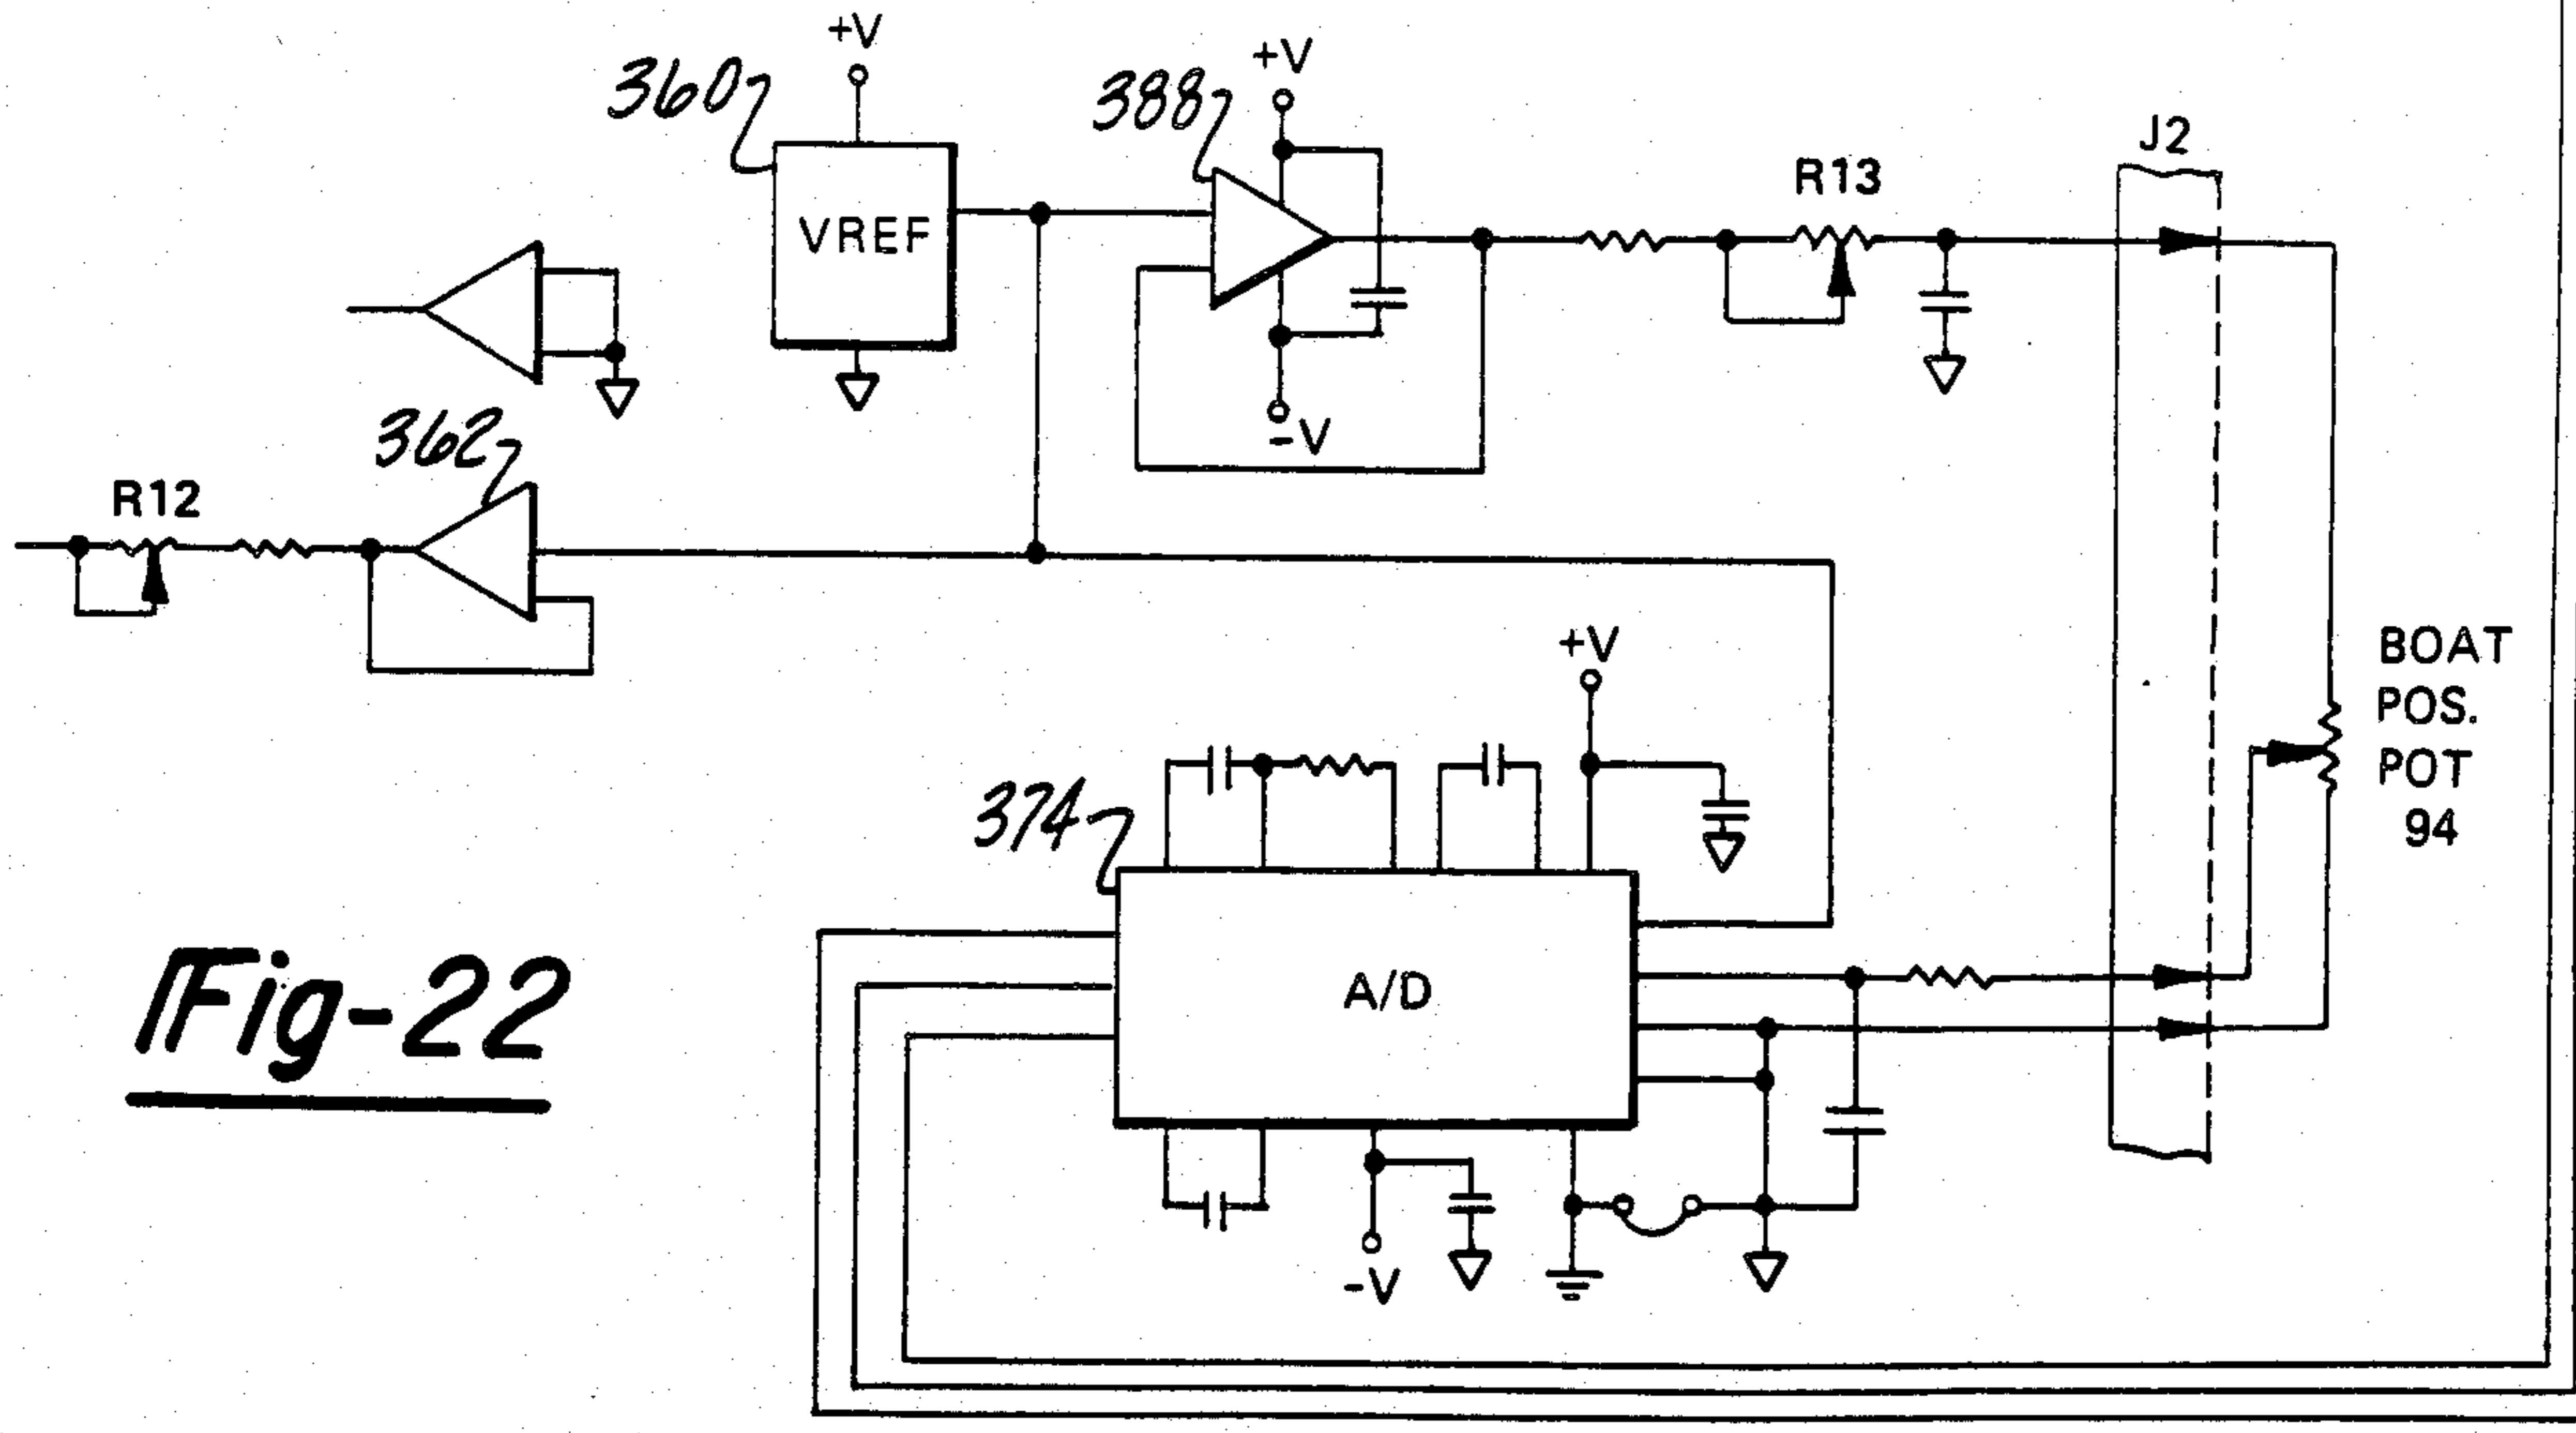 +V
360
+V
388
J2
R13
VREF
-V
362
R12
+V
BOAT
POS.
POT
94
374
A/D
Fig-22
-V